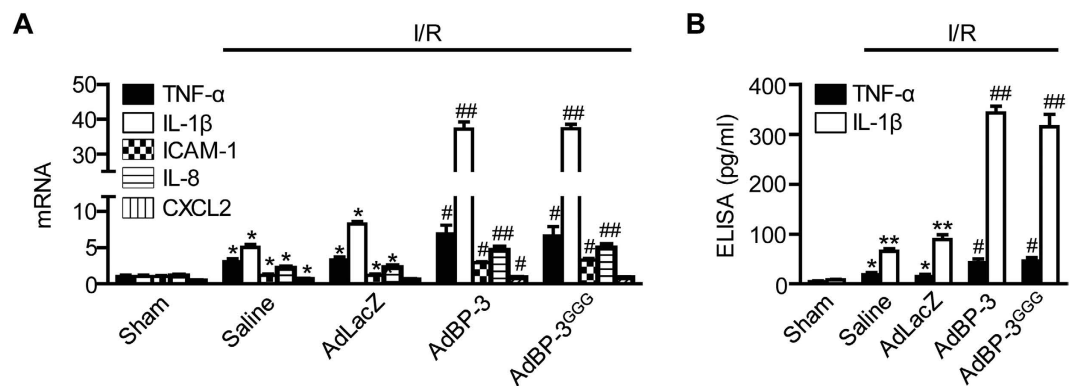 A
I/R
mRNA
50
40
30
10
5
0
TNF-α
IL-1β
ICAM-1
IL-8
CXCL2
* * * * *
* * * *
# ## # ## #
# ## # ##
Sham
Saline
AdLacZ
AdBP-3
AdBP-3GGG
B
I/R
ELISA (pg/ml)
400
300
200
100
0
TNF-α
IL-1β
* **
* **
# ##
# ##
Sham
Saline
AdLacZ
AdBP-3
AdBP-3GGG